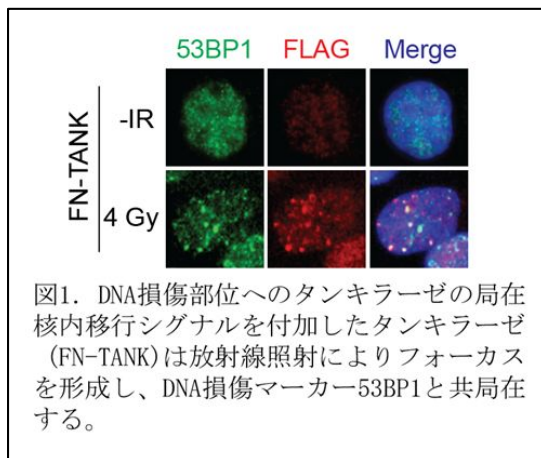 53BP1 FLAG Merge
FN-TANK
-IR
4 Gy
図1. DNA損傷部位へのタンキラーゼの局在
核内移行シグナルを付加したタンキラーゼ
(FN-TANK)は放射線照射によりフォーカス
を形成し、DNA損傷マーカー53BP1と共局在
する。